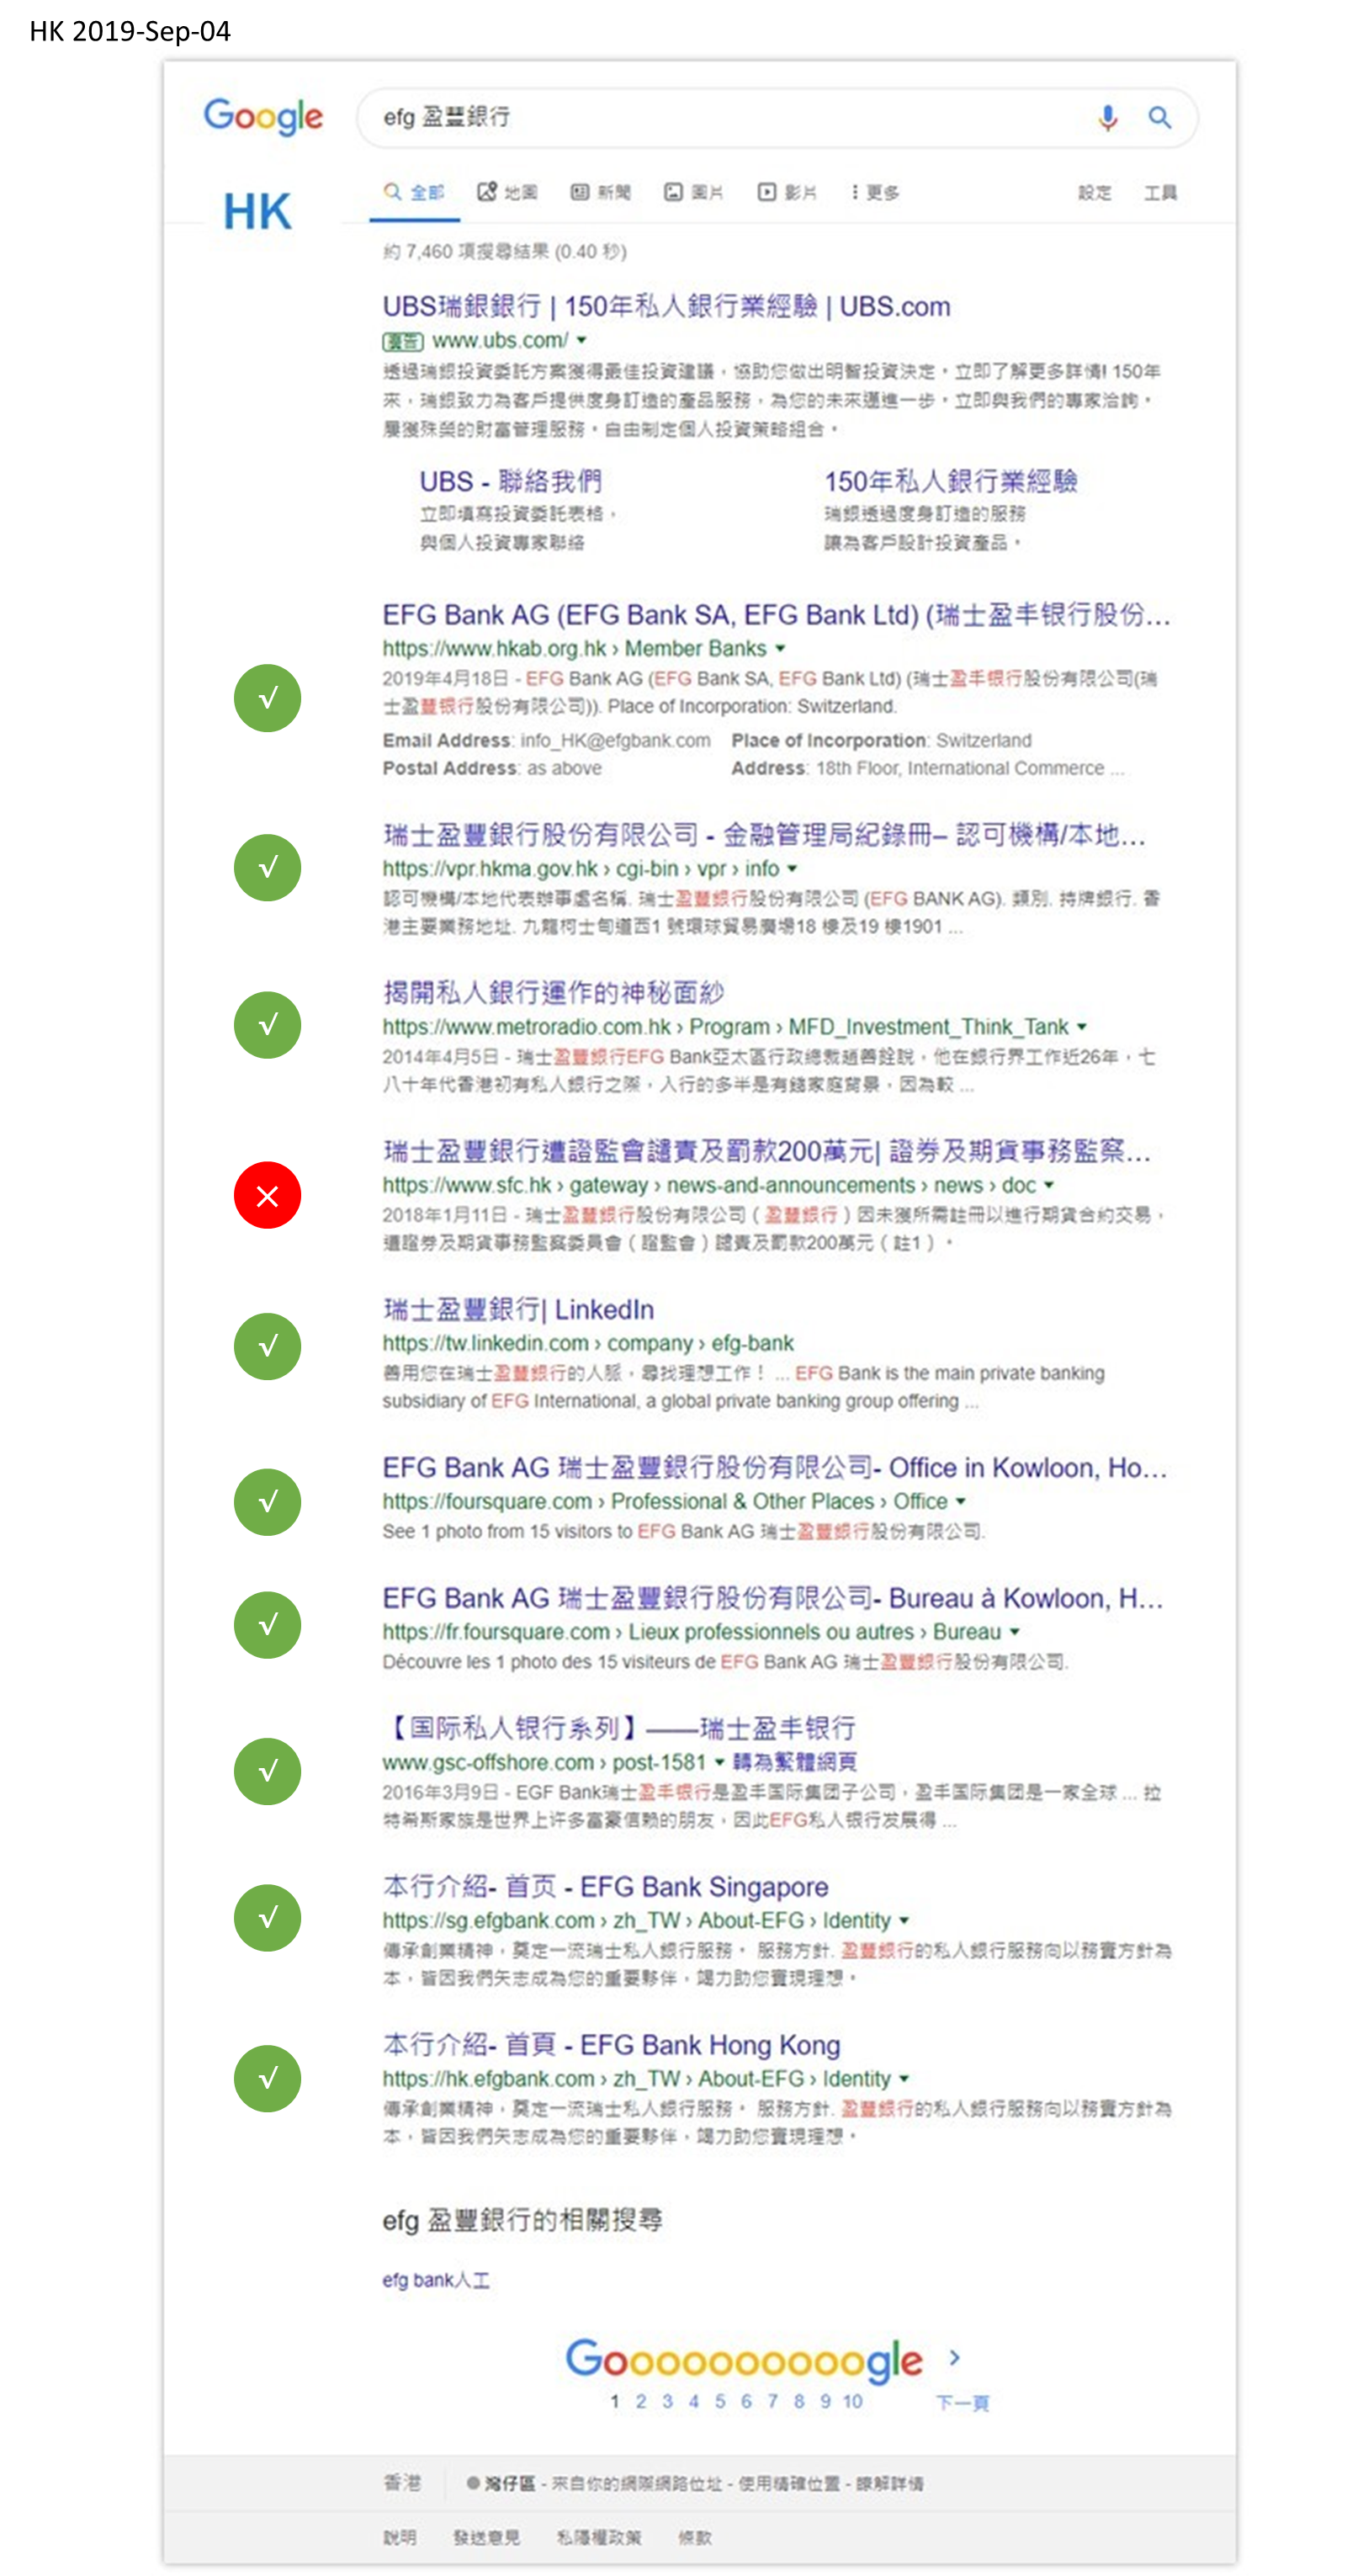 HK 2019-Sep-04
Google
efg 盈豐銀行
HK
全部 地圖 新聞 圖片 影片 更多 設定 工具
約 7,460 項搜尋結果 (0.40 秒)
UBS瑞銀銀行 | 150年私人銀行業經驗 | UBS.com
廣告 www.ubs.com/
透過瑞銀投資委託方案獲得最佳投資建議，協助您做出明智投資決定。立即了解更多詳情! 150年
來，瑞銀致力為客戶提供度身訂造的產品服務，為您的未來邁進一步。立即與我們的專家洽詢。
屢獲殊榮的財富管理服務。自由制定個人投資策略組合。
UBS - 聯絡我們
立即填寫投資委託表格，
與個人投資專家聯絡
150年私人銀行業經驗
瑞銀透過度身訂造的服務
讓為客戶設計投資產品。
EFG Bank AG (EFG Bank SA, EFG Bank Ltd) (瑞士盈丰银行股份...
https://www.hkab.org.hk › Member Banks
2019年4月18日 - EFG Bank AG (EFG Bank SA, EFG Bank Ltd) (瑞士盈丰银行股份有限公司(瑞
士盈豐银行股份有限公司)). Place of Incorporation: Switzerland.
Email Address: info_HK@efgbank.com Place of Incorporation: Switzerland
Postal Address: as above Address: 18th Floor, International Commerce ...
√
瑞士盈豐銀行股份有限公司 - 金融管理局紀錄冊– 認可機構/本地...
https://vpr.hkma.gov.hk › cgi-bin › vpr › info
認可機構/本地代表辦事處名稱. 瑞士盈豐銀行股份有限公司 (EFG BANK AG). 類別. 持牌銀行. 香
港主要業務地址. 九龍柯士甸道西1 號環球貿易廣場18 樓及19 樓1901 ...
√
揭開私人銀行運作的神秘面紗
https://www.metroradio.com.hk › Program › MFD_Investment_Think_Tank
2014年4月5日 - 瑞士盈豐銀行EFG Bank亞太區行政總裁趙善銓說，他在銀行界工作近26年，七
八十年代香港初有私人銀行之際，入行的多半是有錢家庭背景，因為較 ...
√
瑞士盈豐銀行遭證監會譴責及罰款200萬元| 證券及期貨事務監察...
https://www.sfc.hk › gateway › news-and-announcements › news › doc
2018年1月11日 - 瑞士盈豐銀行股份有限公司（盈豐銀行）因未獲所需註冊以進行期貨合約交易，
遭證券及期貨事務監察委員會（證監會）譴責及罰款200萬元（註1）。
×
瑞士盈豐銀行| LinkedIn
https://tw.linkedin.com › company › efg-bank
善用您在瑞士盈豐銀行的人脈，尋找理想工作！ ... EFG Bank is the main private banking
subsidiary of EFG International, a global private banking group offering ...
√
EFG Bank AG 瑞士盈豐銀行股份有限公司- Office in Kowloon, Ho...
https://foursquare.com › Professional & Other Places › Office
See 1 photo from 15 visitors to EFG Bank AG 瑞士盈豐銀行股份有限公司.
√
EFG Bank AG 瑞士盈豐銀行股份有限公司- Bureau à Kowloon, H...
https://fr.foursquare.com › Lieux professionnels ou autres › Bureau
Découvre les 1 photo des 15 visiteurs de EFG Bank AG 瑞士盈豐銀行股份有限公司.
√
【国际私人银行系列】——瑞士盈丰银行
www.gsc-offshore.com › post-1581 轉為繁體網頁
2016年3月9日 - EGF Bank瑞士盈丰银行是盈丰国际集团子公司，盈丰国际集团是一家全球 ... 拉
特希斯家族是世界上许多富豪信赖的朋友，因此EFG私人银行发展得 ...
√
本行介紹- 首页 - EFG Bank Singapore
https://sg.efgbank.com › zh_TW › About-EFG › Identity
傳承創業精神，奠定一流瑞士私人銀行服務。 服務方針. 盈豐銀行的私人銀行服務向以務實方針為
本，皆因我們矢志成為您的重要夥伴，竭力助您實現理想。
√
本行介紹- 首頁 - EFG Bank Hong Kong
https://hk.efgbank.com › zh_TW › About-EFG › Identity
傳承創業精神，奠定一流瑞士私人銀行服務。 服務方針. 盈豐銀行的私人銀行服務向以務實方針為
本，皆因我們矢志成為您的重要夥伴，竭力助您實現理想。
√
efg 盈豐銀行的相關搜尋
efg bank人工
Goooooooooogle
1 2 3 4 5 6 7 8 9 10 下一頁
香港 灣仔區 - 來自你的網際網路位址 - 使用精確位置 - 瞭解詳情
說明 發送意見 私隱權政策 條款